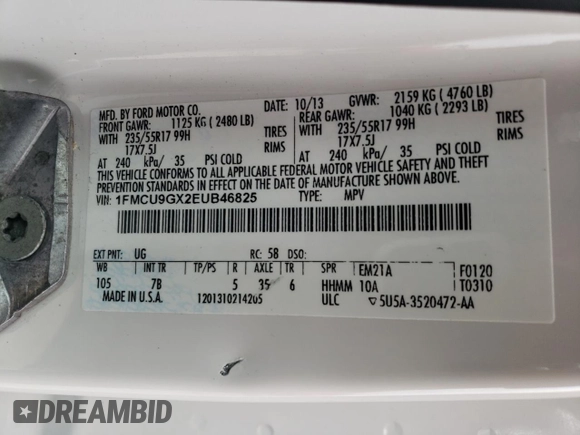 MFD. BY FORD MOTOR CO. DATE: 10/13 GVWR: 2159 KG ( 4760 LB)
FRONT GAWR: 1125 KG ( 2480 LB) REAR GAWR: 1040 KG ( 2293 LB)
WITH 235/55R17 99H TIRES WITH 235/55R17 99H TIRES
17X7.5J RIMS 17X7.5J RIMS
AT 240 kPa/ 35 PSI COLD AT 240 kPa/ 35 PSI COLD
THIS VEHICLE CONFORMS TO ALL APPLICABLE FEDERAL MOTOR VEHICLE SAFETY AND BUMPER
AND THEFT PREVENTION STANDARDS IN EFFECT ON THE DATE OF MANUFACTURE SHOWN ABOVE.
VIN: 1FMCU9GX2EUB46825 TYPE: MPV
EXT PNT: UG RC: 5B DSO:
WB INT TR TP/PS R AXLE TR SPR EM21A F0120
105 7B 5 35 6 HHMM 10A T0310
MADE IN U.S.A. 1201310214205 ULC ▽ 5U5A-3520472-AA
DREAMBID